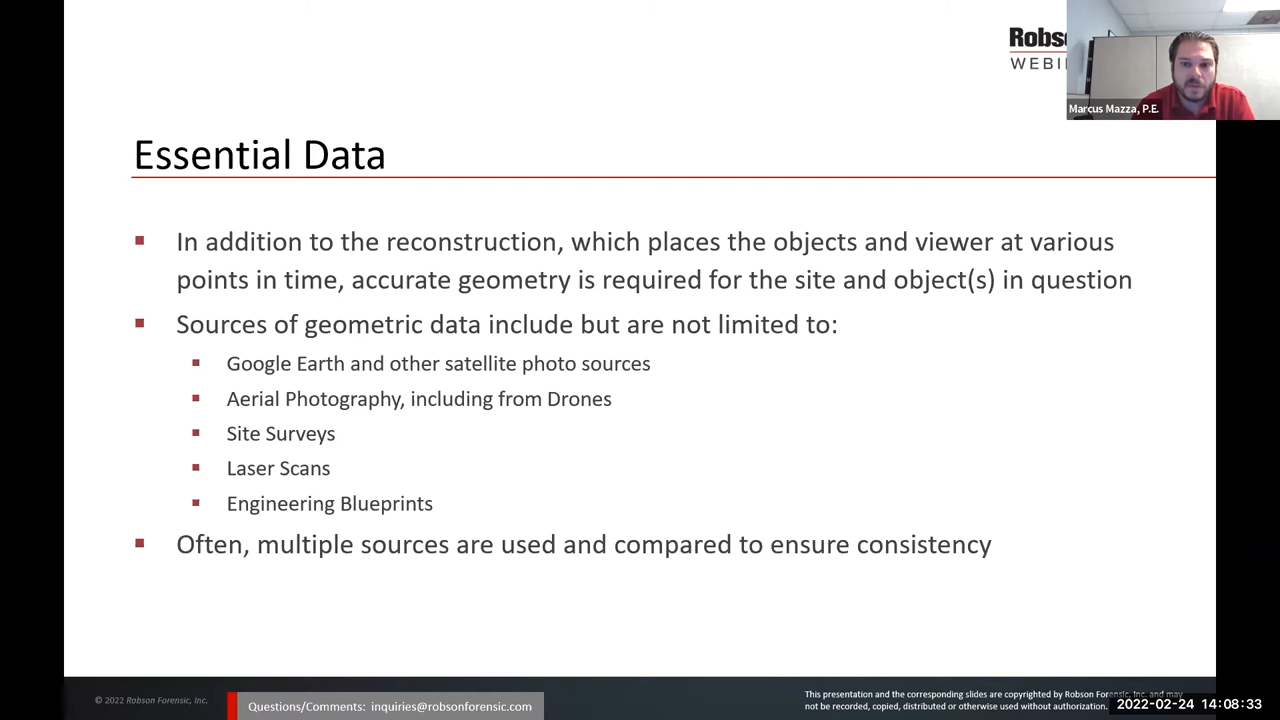 Robs
WEBI
Marcus Mazza, P.E.
Essential Data
In addition to the reconstruction, which places the objects and viewer at various
points in time, accurate geometry is required for the site and object(s) in question
Sources of geometric data include but are not limited to:
Google Earth and other satellite photo sources
Aerial Photography, including from Drones
Site Surveys
Laser Scans
Engineering Blueprints
Often, multiple sources are used and compared to ensure consistency
© 2022 Robson Forensic, Inc.
Questions/Comments: inquiries@robsonforensic.com
This presentation and the corresponding slides are copyrighted by Robson Forensic, Inc. and may
not be recorded, copied, distributed or otherwise used without authorization.
2022-02-24 14:08:33